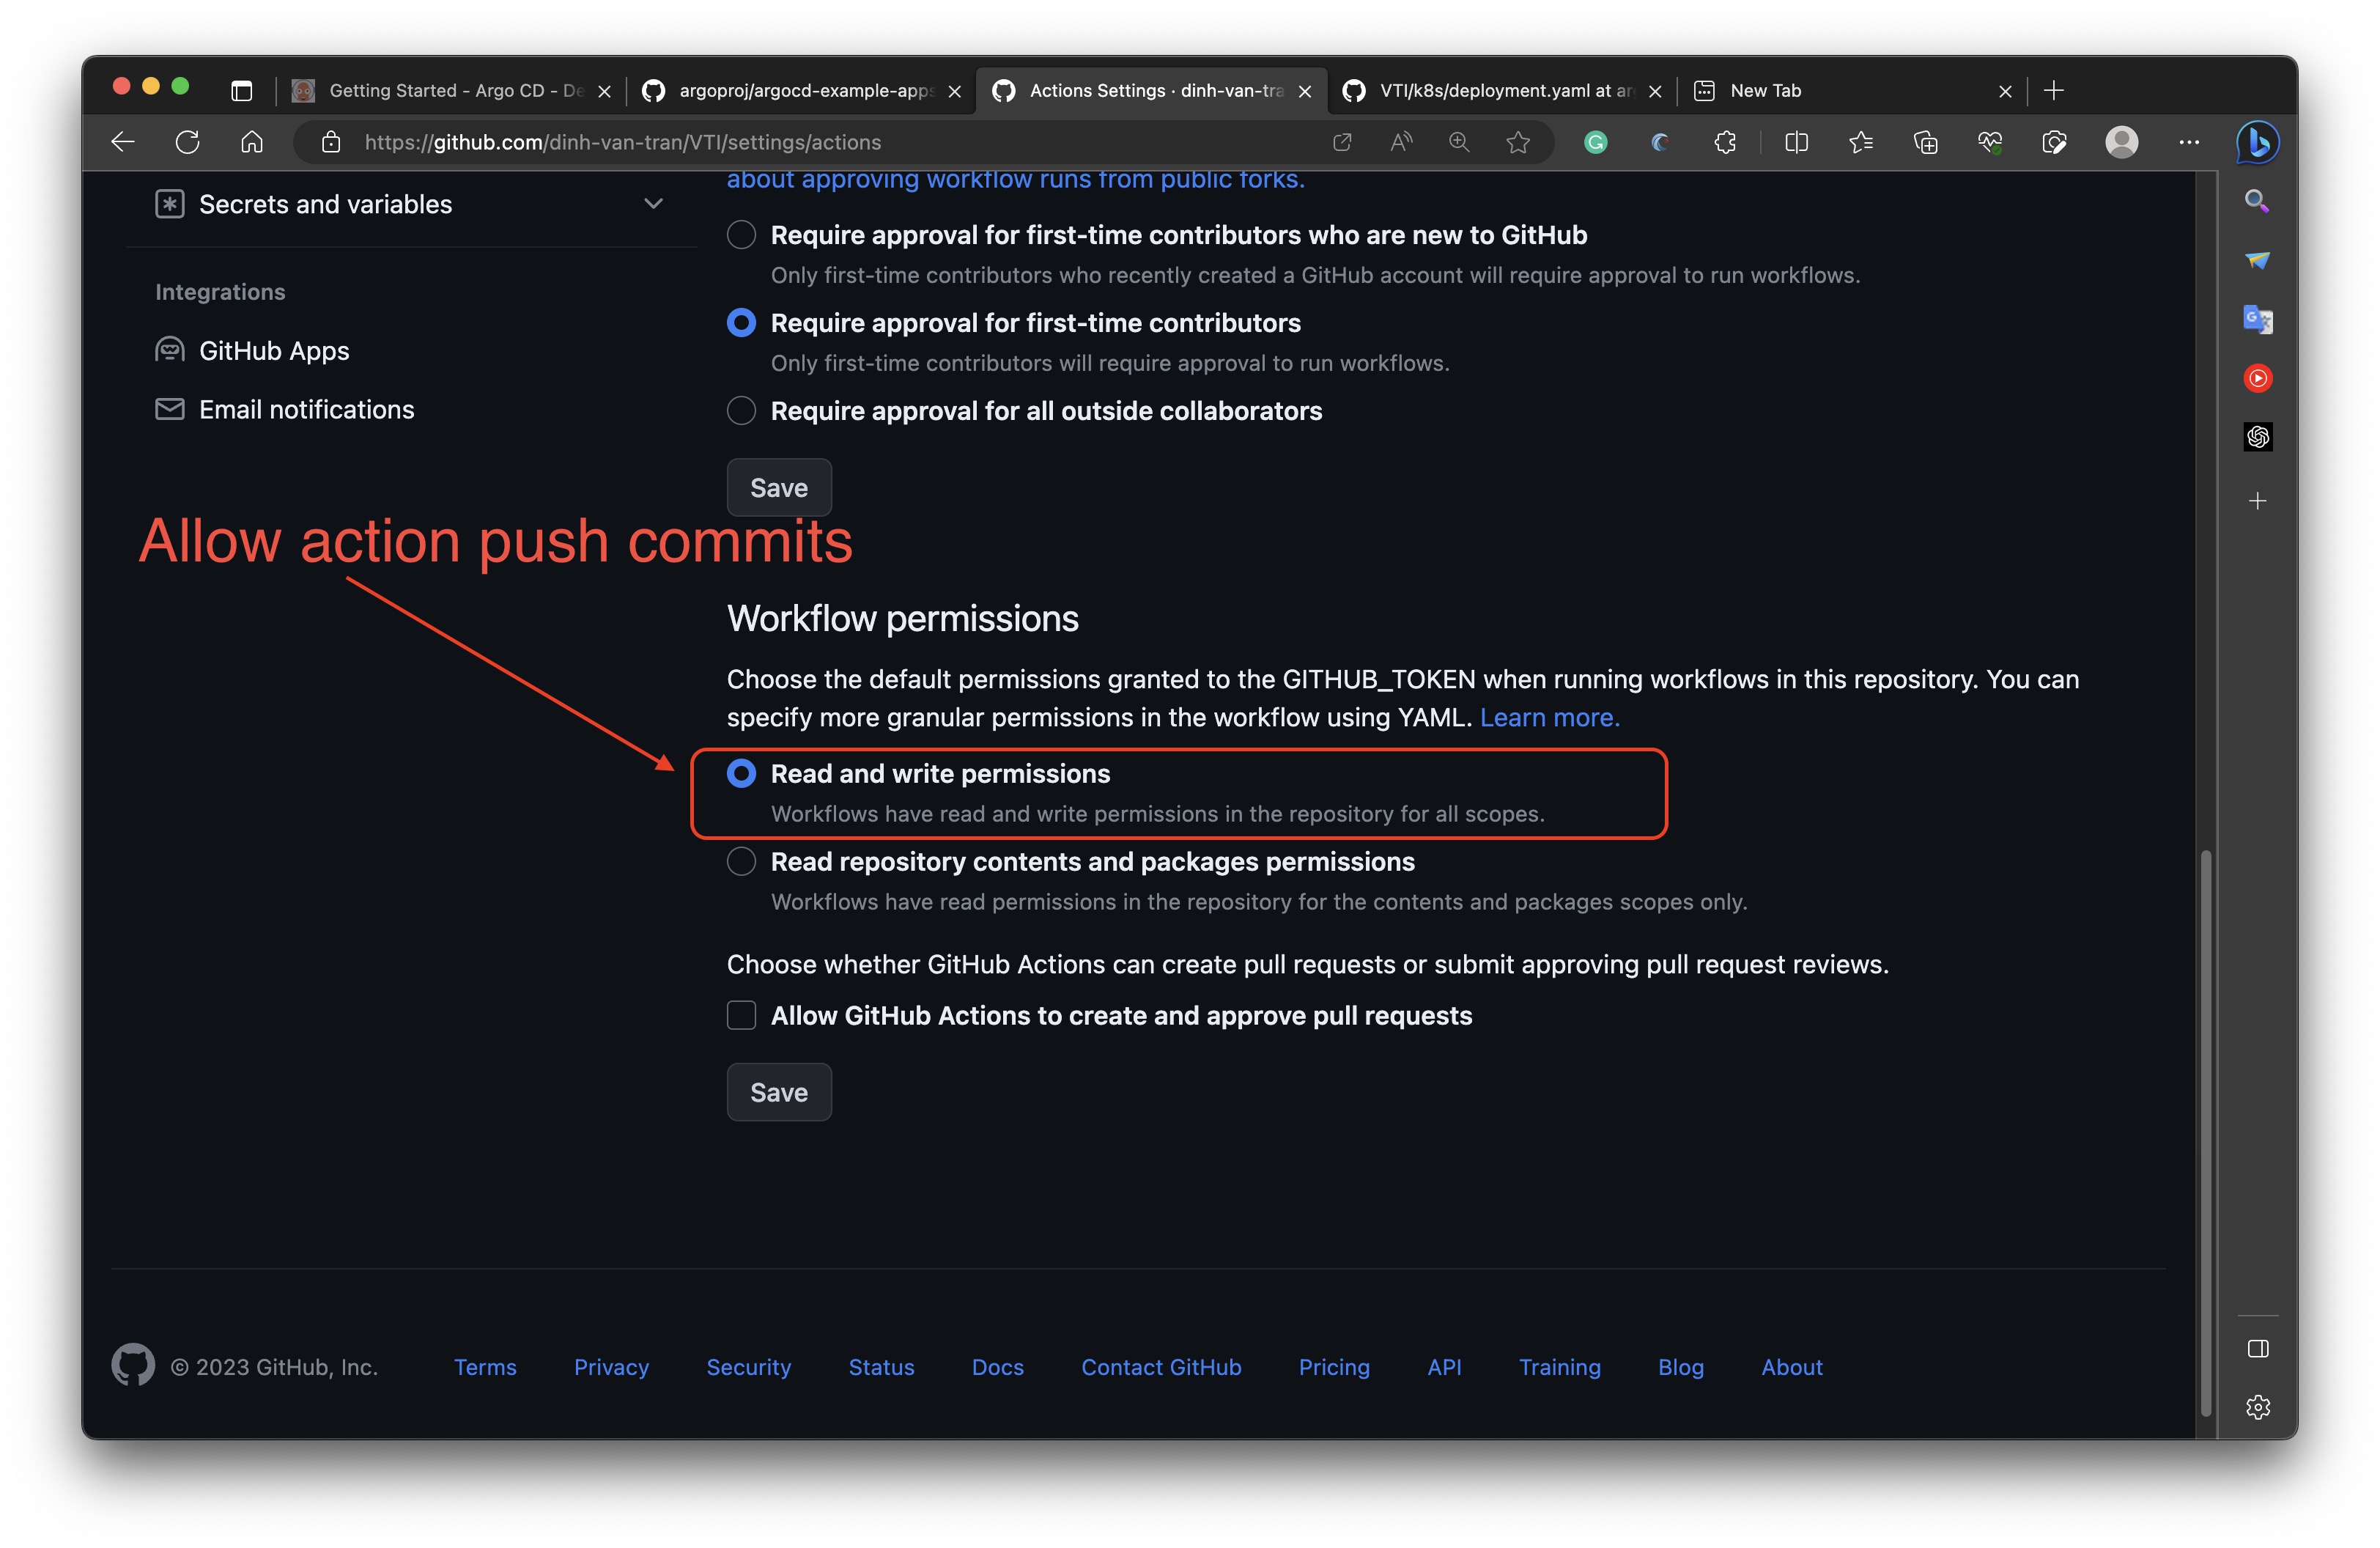 Getting Started - Argo CD - De
argoproj/argocd-example-apps
Actions Settings · dinh-van-tra
VTI/k8s/deployment.yaml at ar
New Tab
https://github.com/dinh-van-tran/VTI/settings/actions
about approving workflow runs from public forks.
Secrets and variables
Integrations
GitHub Apps
Email notifications
Require approval for first-time contributors who are new to GitHub
Only first-time contributors who recently created a GitHub account will require approval to run workflows.
Require approval for first-time contributors
Only first-time contributors will require approval to run workflows.
Require approval for all outside collaborators
Save
Allow action push commits
Workflow permissions
Choose the default permissions granted to the GITHUB_TOKEN when running workflows in this repository. You can
specify more granular permissions in the workflow using YAML. Learn more.
Read and write permissions
Workflows have read and write permissions in the repository for all scopes.
Read repository contents and packages permissions
Workflows have read permissions in the repository for the contents and packages scopes only.
Choose whether GitHub Actions can create pull requests or submit approving pull request reviews.
Allow GitHub Actions to create and approve pull requests
Save
© 2023 GitHub, Inc.
Terms
Privacy
Security
Status
Docs
Contact GitHub
Pricing
API
Training
Blog
About